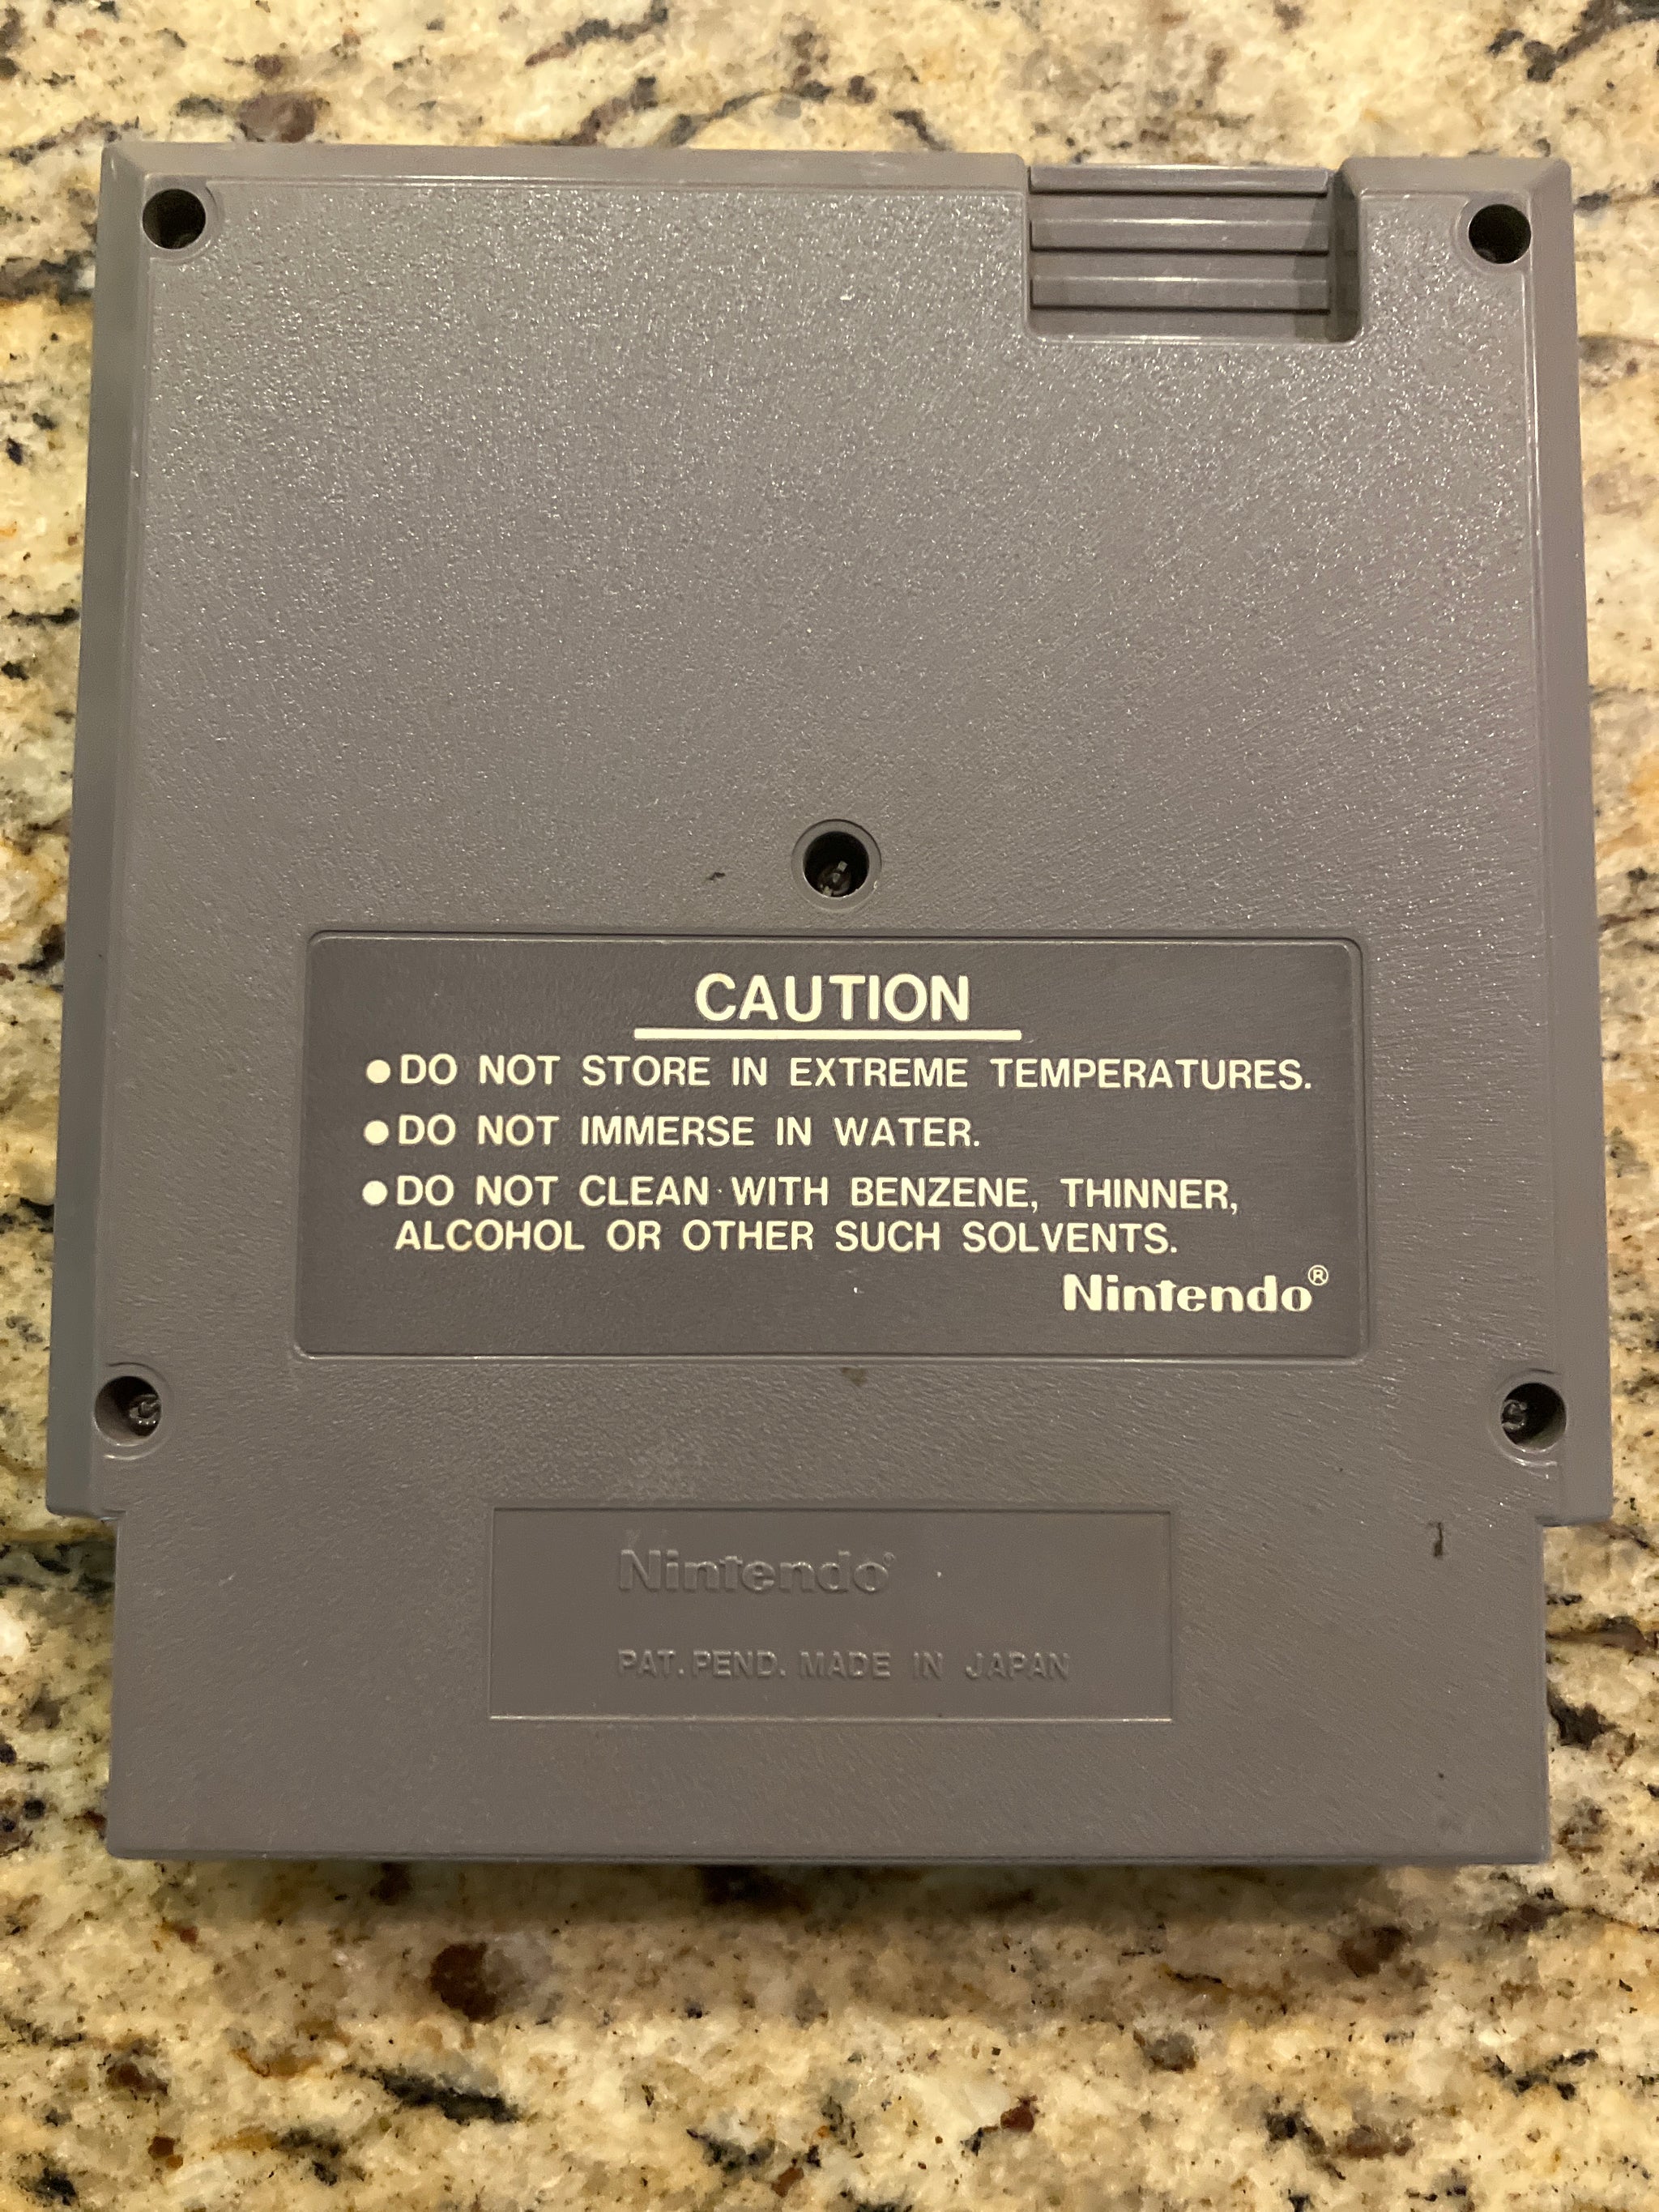 CAUTION
●DO NOT STORE IN EXTREME TEMPERATURES.
●DO NOT IMMERSE IN WATER.
●DO NOT CLEAN WITH BENZENE, THINNER,
ALCOHOL OR OTHER SUCH SOLVENTS.
Nintendo®
Nintendo®
PAT. PEND. MADE IN JAPAN